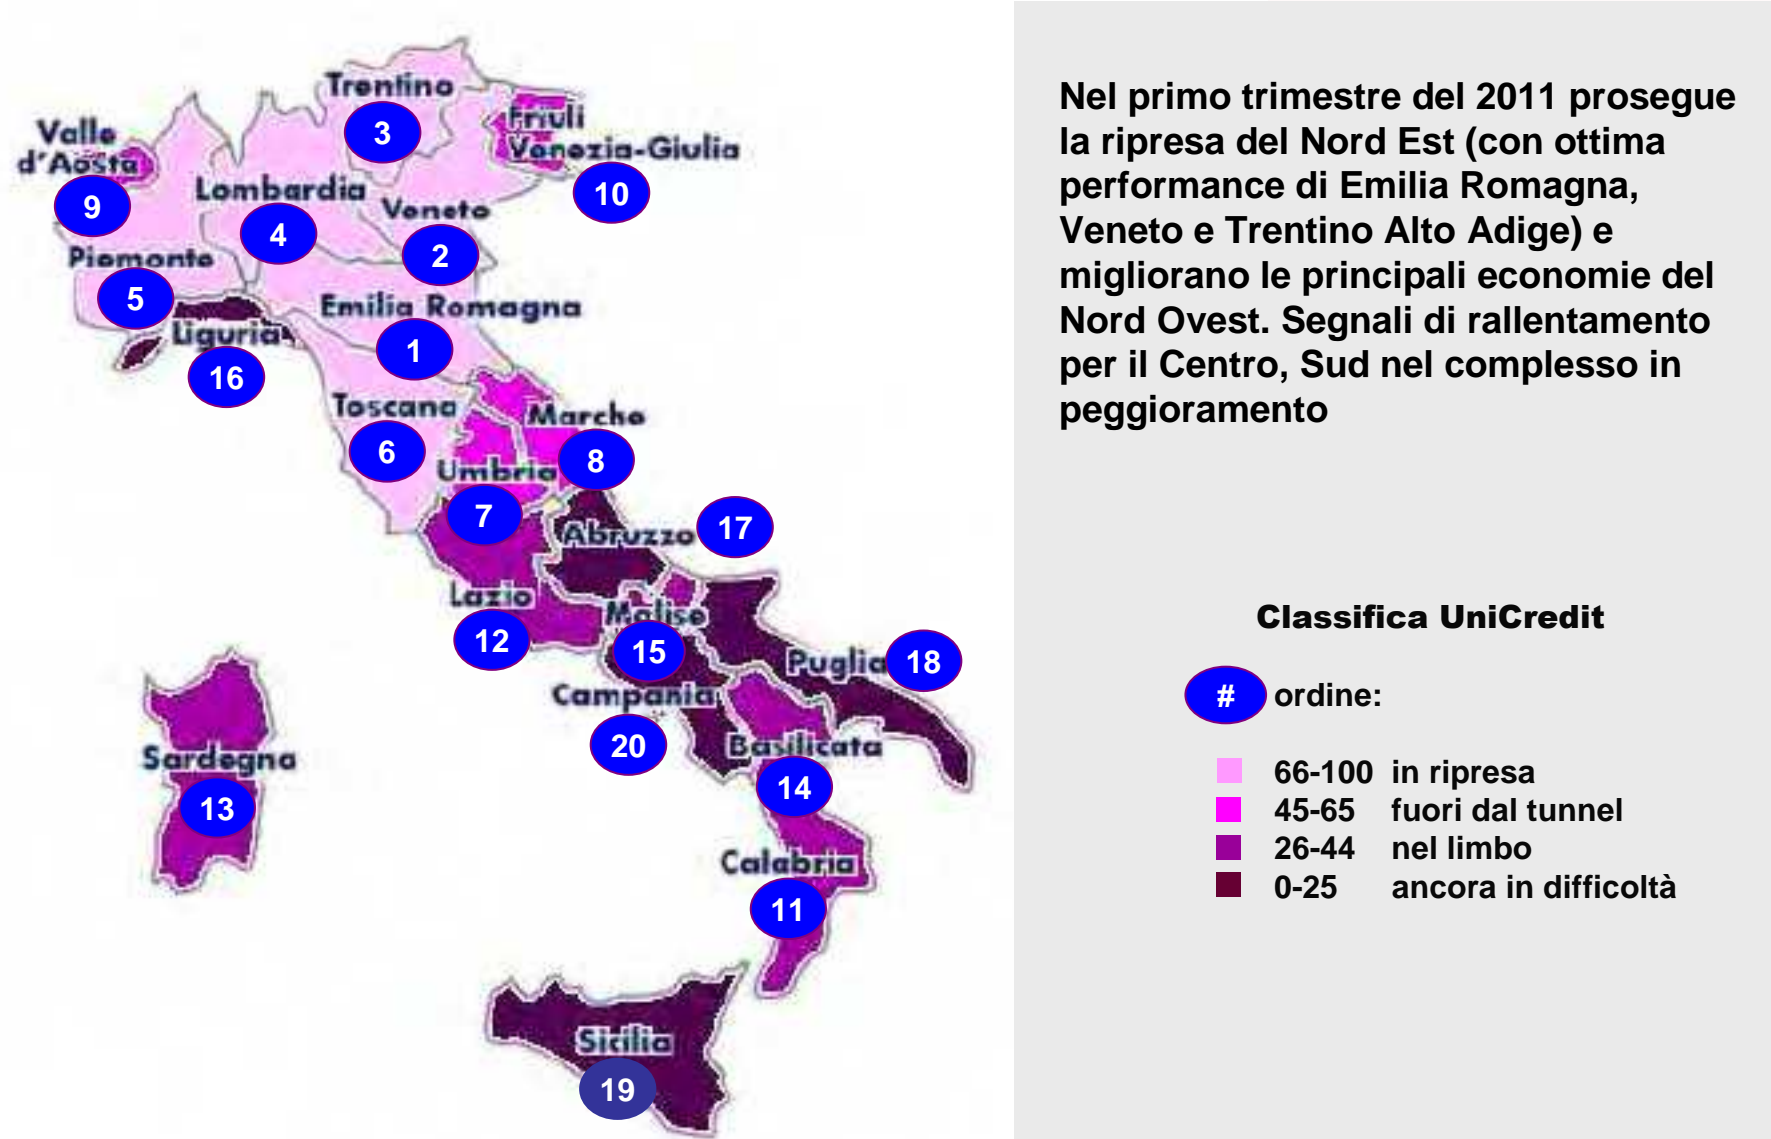 Trentino
3
Friuli
Venezia-Giulia
10
Valle
d'Aosta
9
Lombardia
4
Veneto
2
Piemonte
5
Emilia Romagna
1
Liguria
16
Toscana
6
Marche
8
Umbria
7
Abruzzo
17
Lazio
12
Molise
15
Puglia
18
Campania
20
Basilicata
14
Sardegna
13
Calabria
11
Sicilia
19
Nel primo trimestre del 2011 prosegue
la ripresa del Nord Est (con ottima
performance di Emilia Romagna,
Veneto e Trentino Alto Adige) e
migliorano le principali economie del
Nord Ovest. Segnali di rallentamento
per il Centro, Sud nel complesso in
peggioramento
Classifica UniCredit
# ordine:
66-100 in ripresa
45-65 fuori dal tunnel
26-44 nel limbo
0-25 ancora in difficoltà